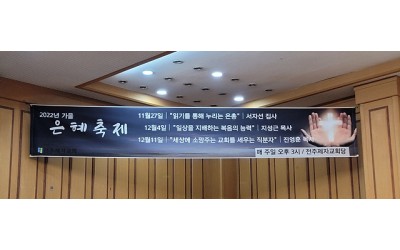 2022년 가을
은혜축제
11월27일 | "읽기를 통해 누리는 은총" | 서자선 집사
12월4일 | "일상을 지배하는 복음의 능력" | 지성근 목사
12월11일 | "세상에 소망주는 교회를 세우는 직분자" | 진영훈 목사
매 주일 오후 3시 / 전주제자교회당